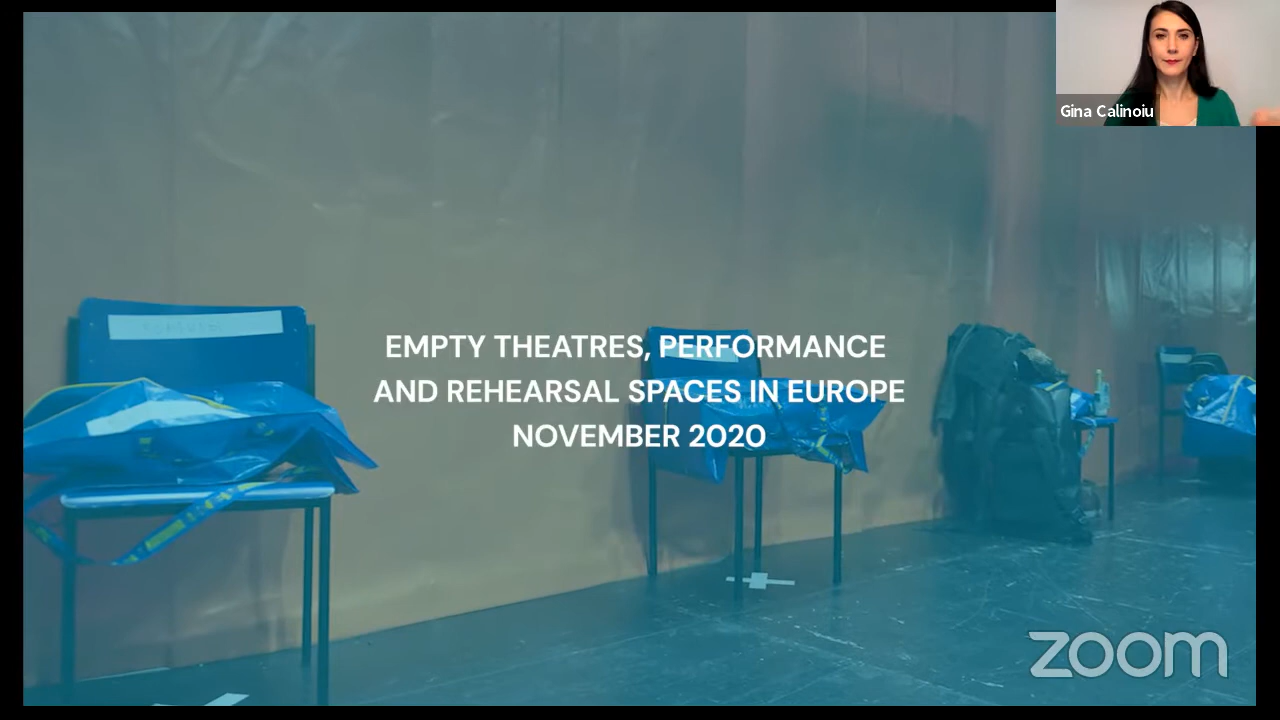 Gina Calinoiu
EMPTY THEATRES, PERFORMANCE
AND REHEARSAL SPACES IN EUROPE
NOVEMBER 2020
zoom